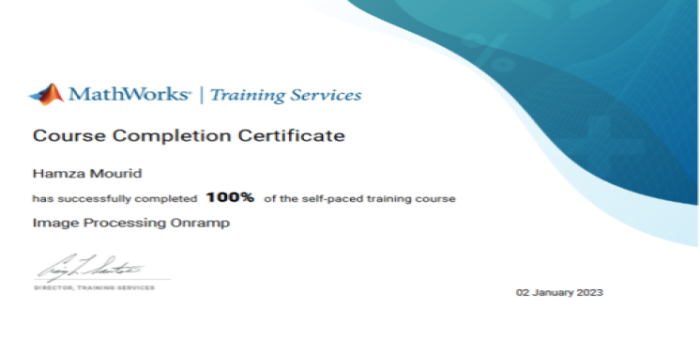 MathWorks | Training Services
Course Completion Certificate
Hamza Mourid
has successfully completed 100% of the self-paced training course
Image Processing Onramp
DIRECTOR, TRAINING SERVICES
02 January 2023